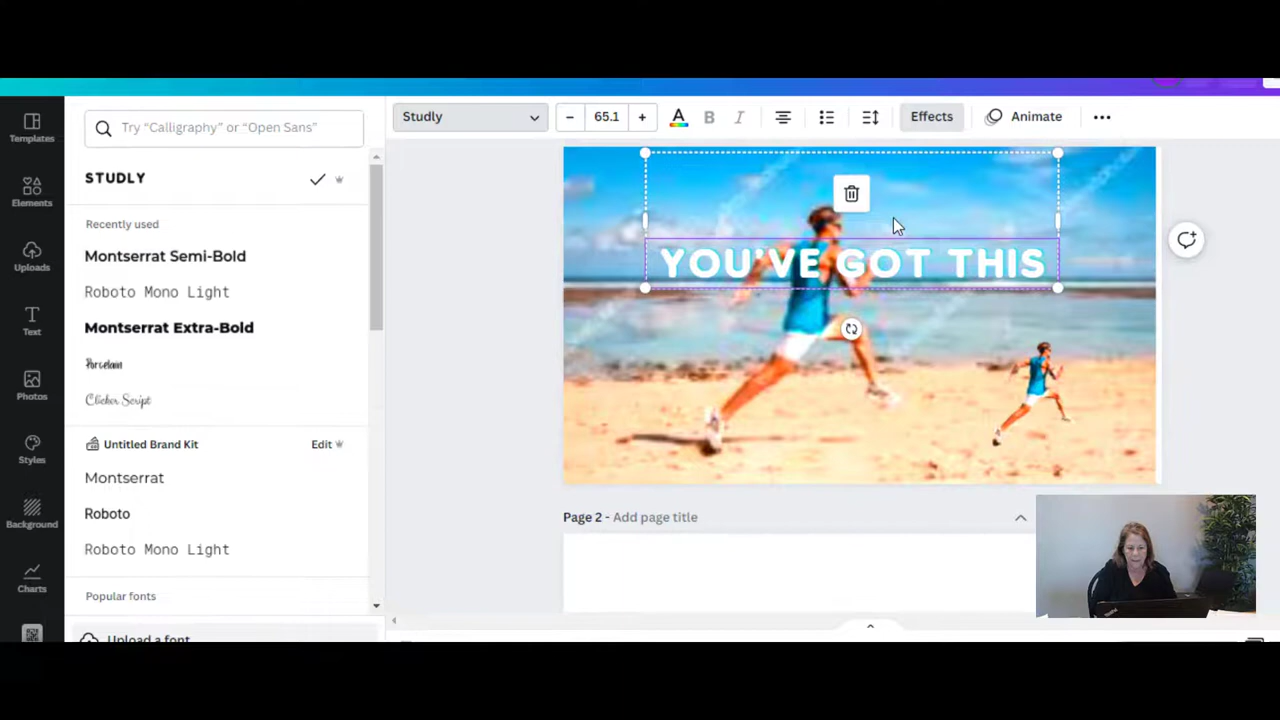 Templates
Elements
Uploads
Text
Photos
Styles
Background
Charts
Try “Calligraphy” or “Open Sans”
STUDLY
Recently used
Montserrat Semi-Bold
Roboto Mono Light
Montserrat Extra-Bold
Porcelain
Clicker Script
Untitled Brand Kit
Edit
Montserrat
Roboto
Roboto Mono Light
Popular fonts
Upload a font
Studly
– 65.1 +
A B I
Effects
Animate
YOU'VE GOT THIS
Page 2 - Add page title